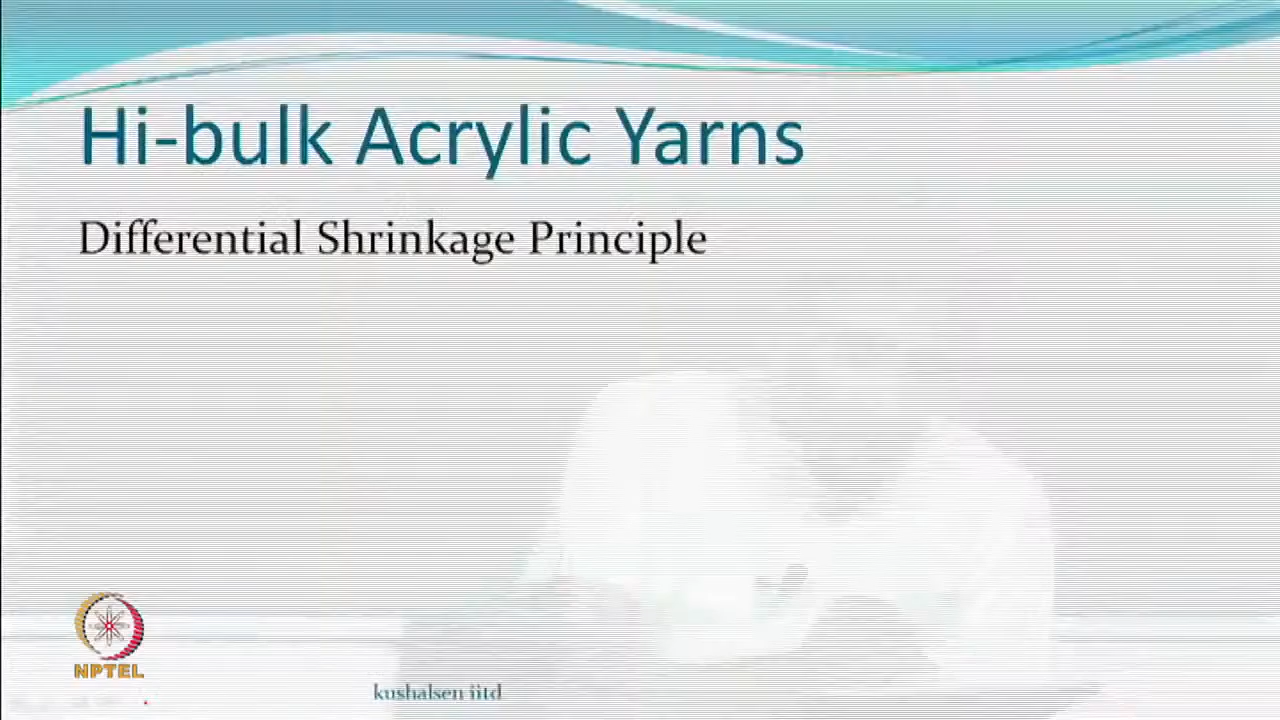 Hi-bulk Acrylic Yarns
Differential Shrinkage Principle
NPTEL
kushalsen iitd